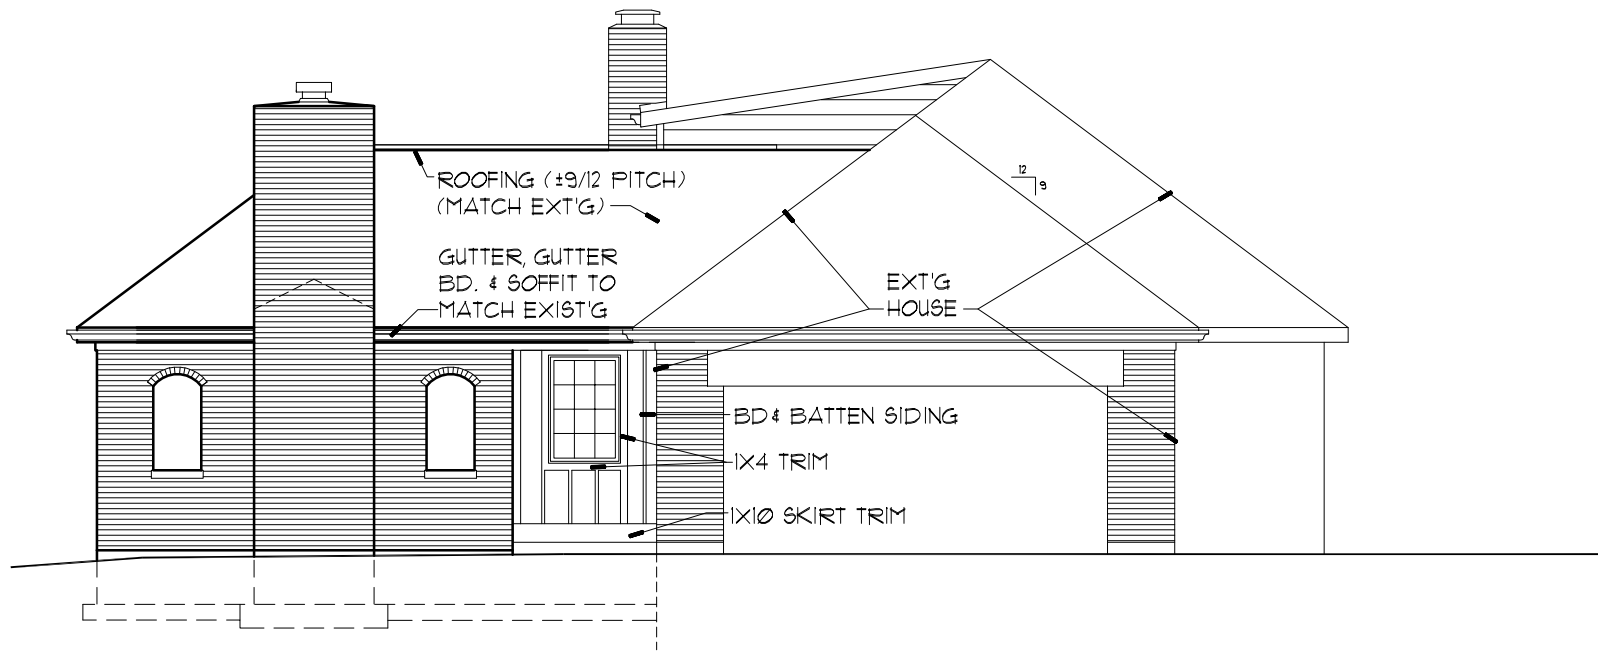 ROOFING (±9/12 PITCH)
(MATCH EXT'G)
GUTTER, GUTTER
BD. & SOFFIT TO
MATCH EXIST'G
12
9
EXT'G
HOUSE
BD & BATTEN SIDING
1X4 TRIM
1X10 SKIRT TRIM